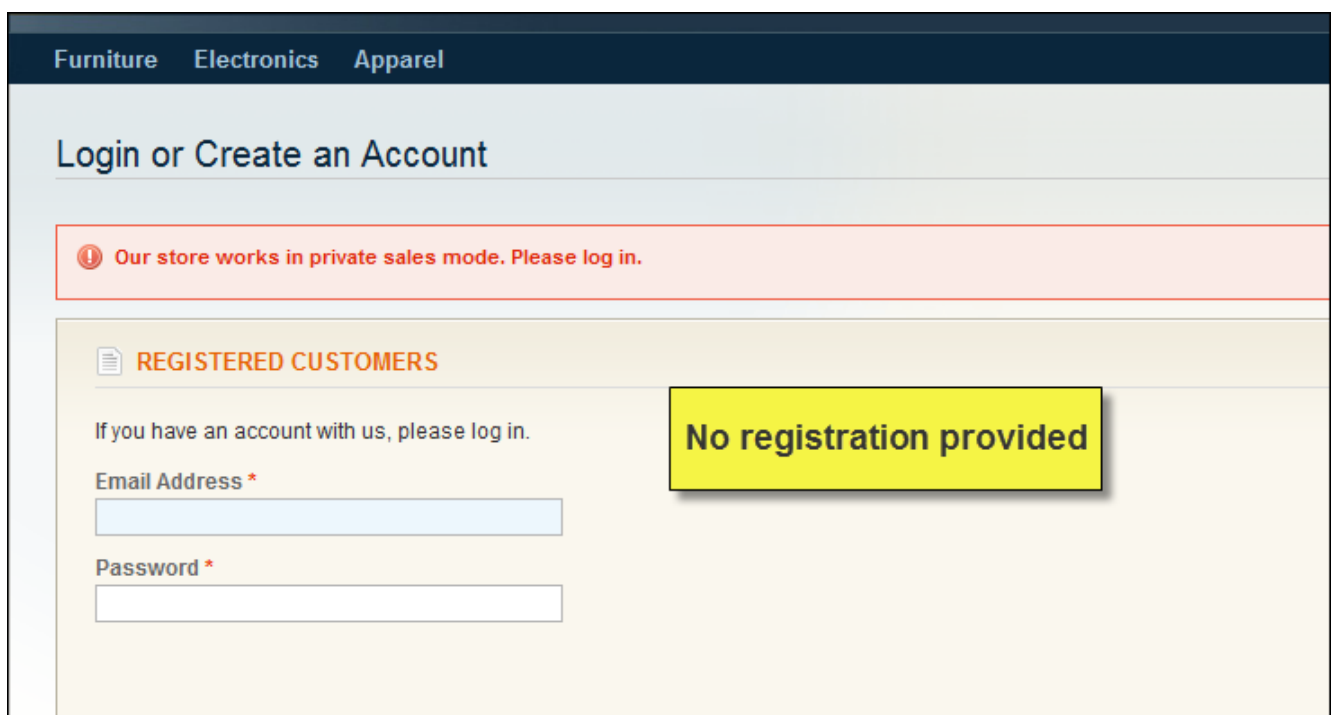 Furniture Electronics Apparel
Login or Create an Account
Our store works in private sales mode. Please log in.
REGISTERED CUSTOMERS
If you have an account with us, please log in.
No registration provided
Email Address *
Password *